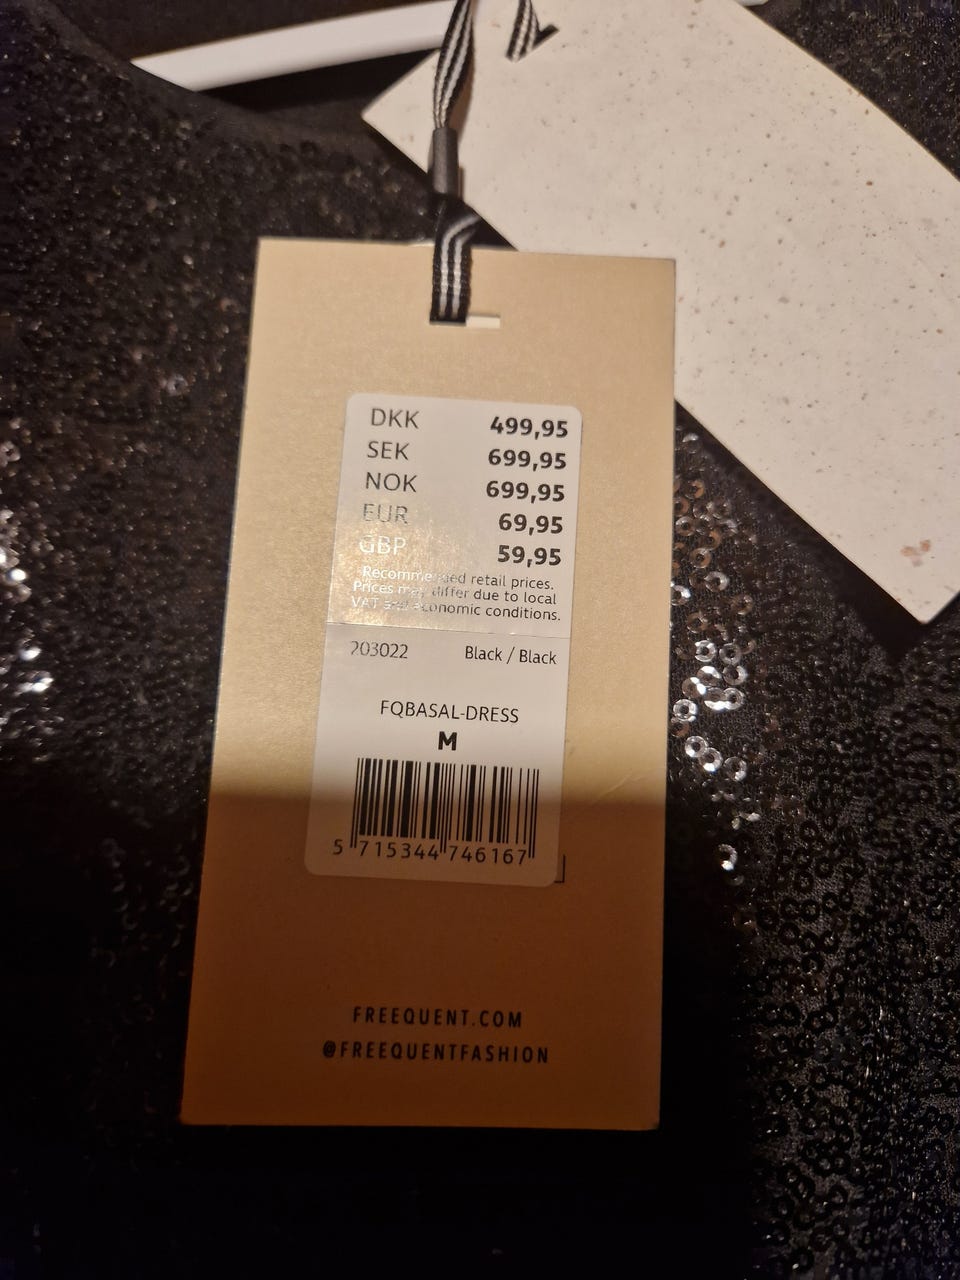 DKK 499,95
SEK 699,95
NOK 699,95
EUR 69,95
GBP 59,95
Recommended retail prices.
Prices may differ due to local
VAT and economic conditions.
203022 Black / Black
FQBASAL-DRESS
M
5 715344 746167
FREEQUENT.COM
@FREEQUENTFASHION